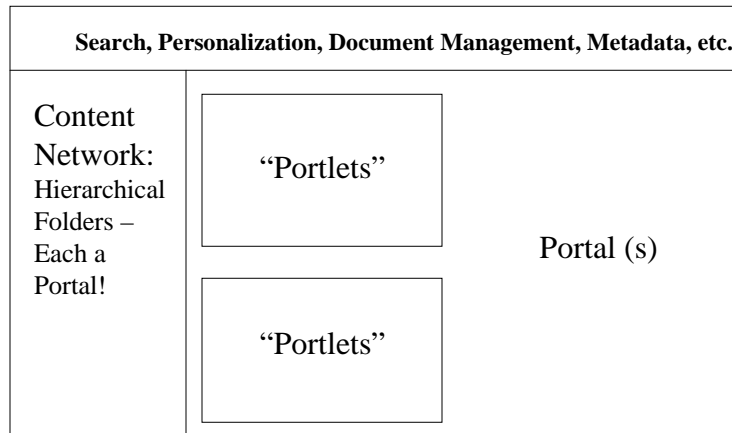 Search, Personalization, Document Management, Metadata, etc.
Content
Network:
Hierarchical
Folders –
Each a
Portal!
“Portlets”
Portal (s)
“Portlets”